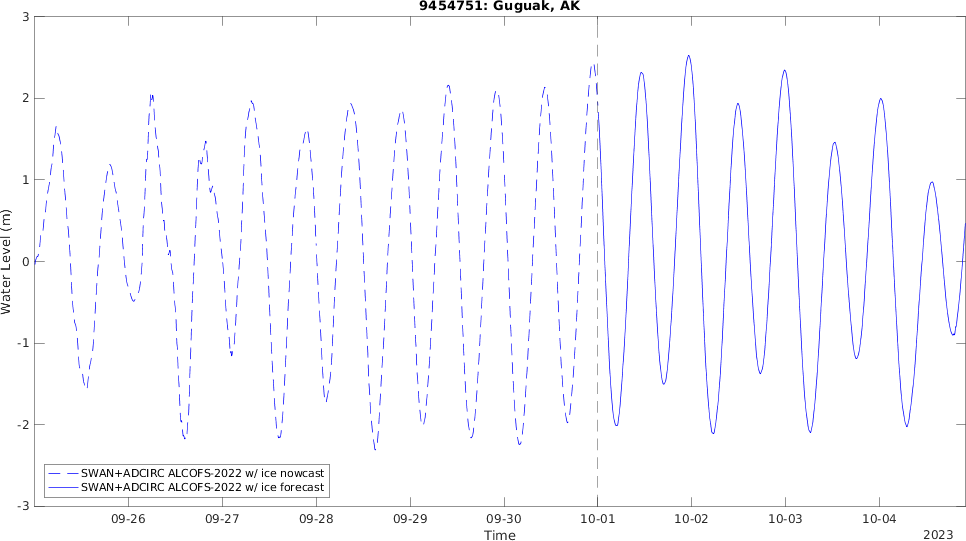 9454751: Guguak, AK
3
2
1
0
-1
-2
-3
Water Level (m)
SWAN+ADCIRC ALCOFS-2022 w/ ice nowcast
SWAN+ADCIRC ALCOFS-2022 w/ ice forecast
09-26 09-27 09-28 09-29 09-30 10-01 10-02 10-03 10-04
Time
2023